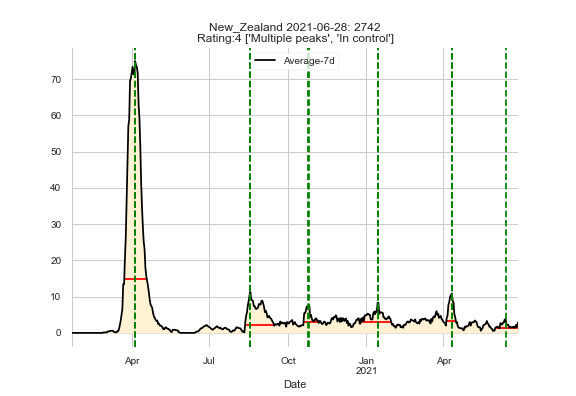 New_Zealand 2021-06-28: 2742
Rating:4 ['Multiple peaks', 'In control']
Average-7d
70
60
50
40
30
20
10
0
Apr
Jul
Oct
Jan
2021
Apr
Date